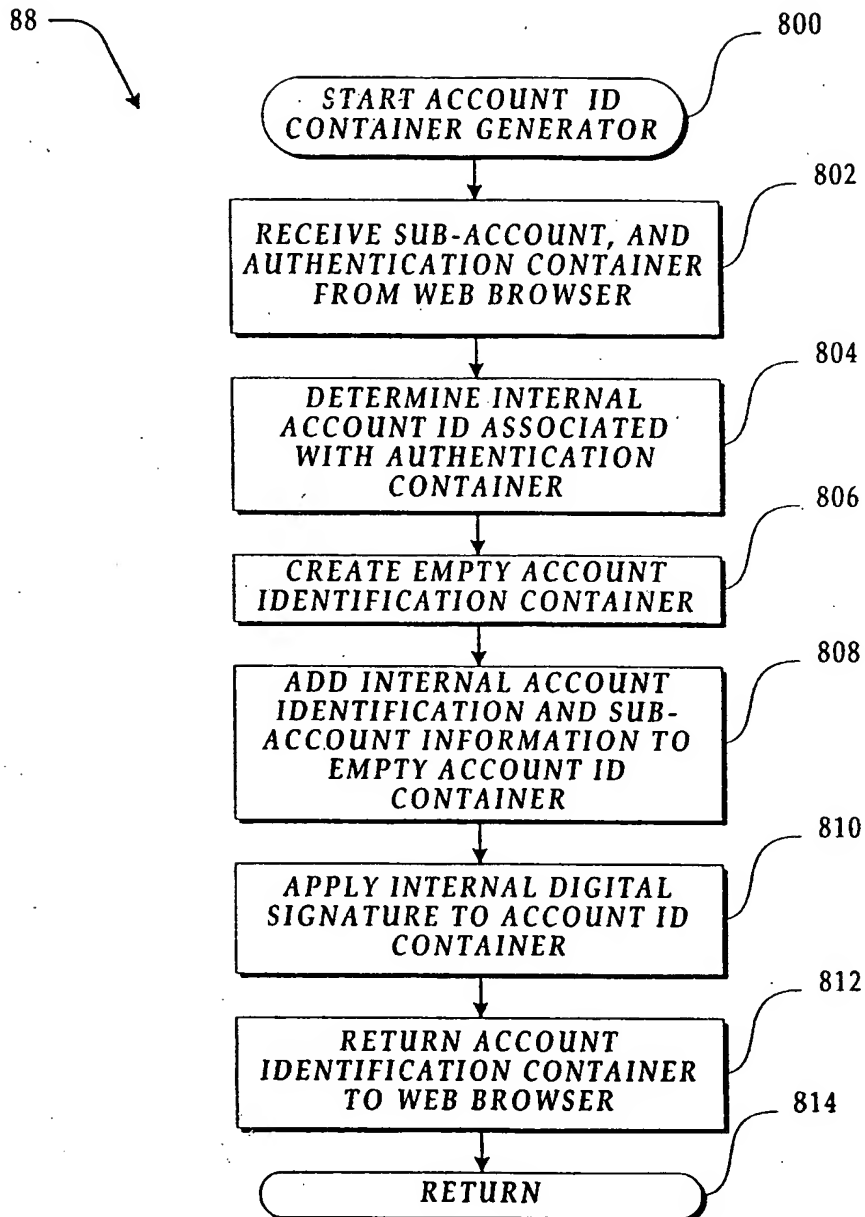 88
800
START ACCOUNT ID
CONTAINER GENERATOR
802
RECEIVE SUB-ACCOUNT, AND
AUTHENTICATION CONTAINER
FROM WEB BROWSER
804
DETERMINE INTERNAL
ACCOUNT ID ASSOCIATED
WITH AUTHENTICATION
CONTAINER
806
CREATE EMPTY ACCOUNT
IDENTIFICATION CONTAINER
808
ADD INTERNAL ACCOUNT
IDENTIFICATION AND SUB-
ACCOUNT INFORMATION TO
EMPTY ACCOUNT ID
CONTAINER
810
APPLY INTERNAL DIGITAL
SIGNATURE TO ACCOUNT ID
CONTAINER
812
RETURN ACCOUNT
IDENTIFICATION CONTAINER
TO WEB BROWSER
814
RETURN